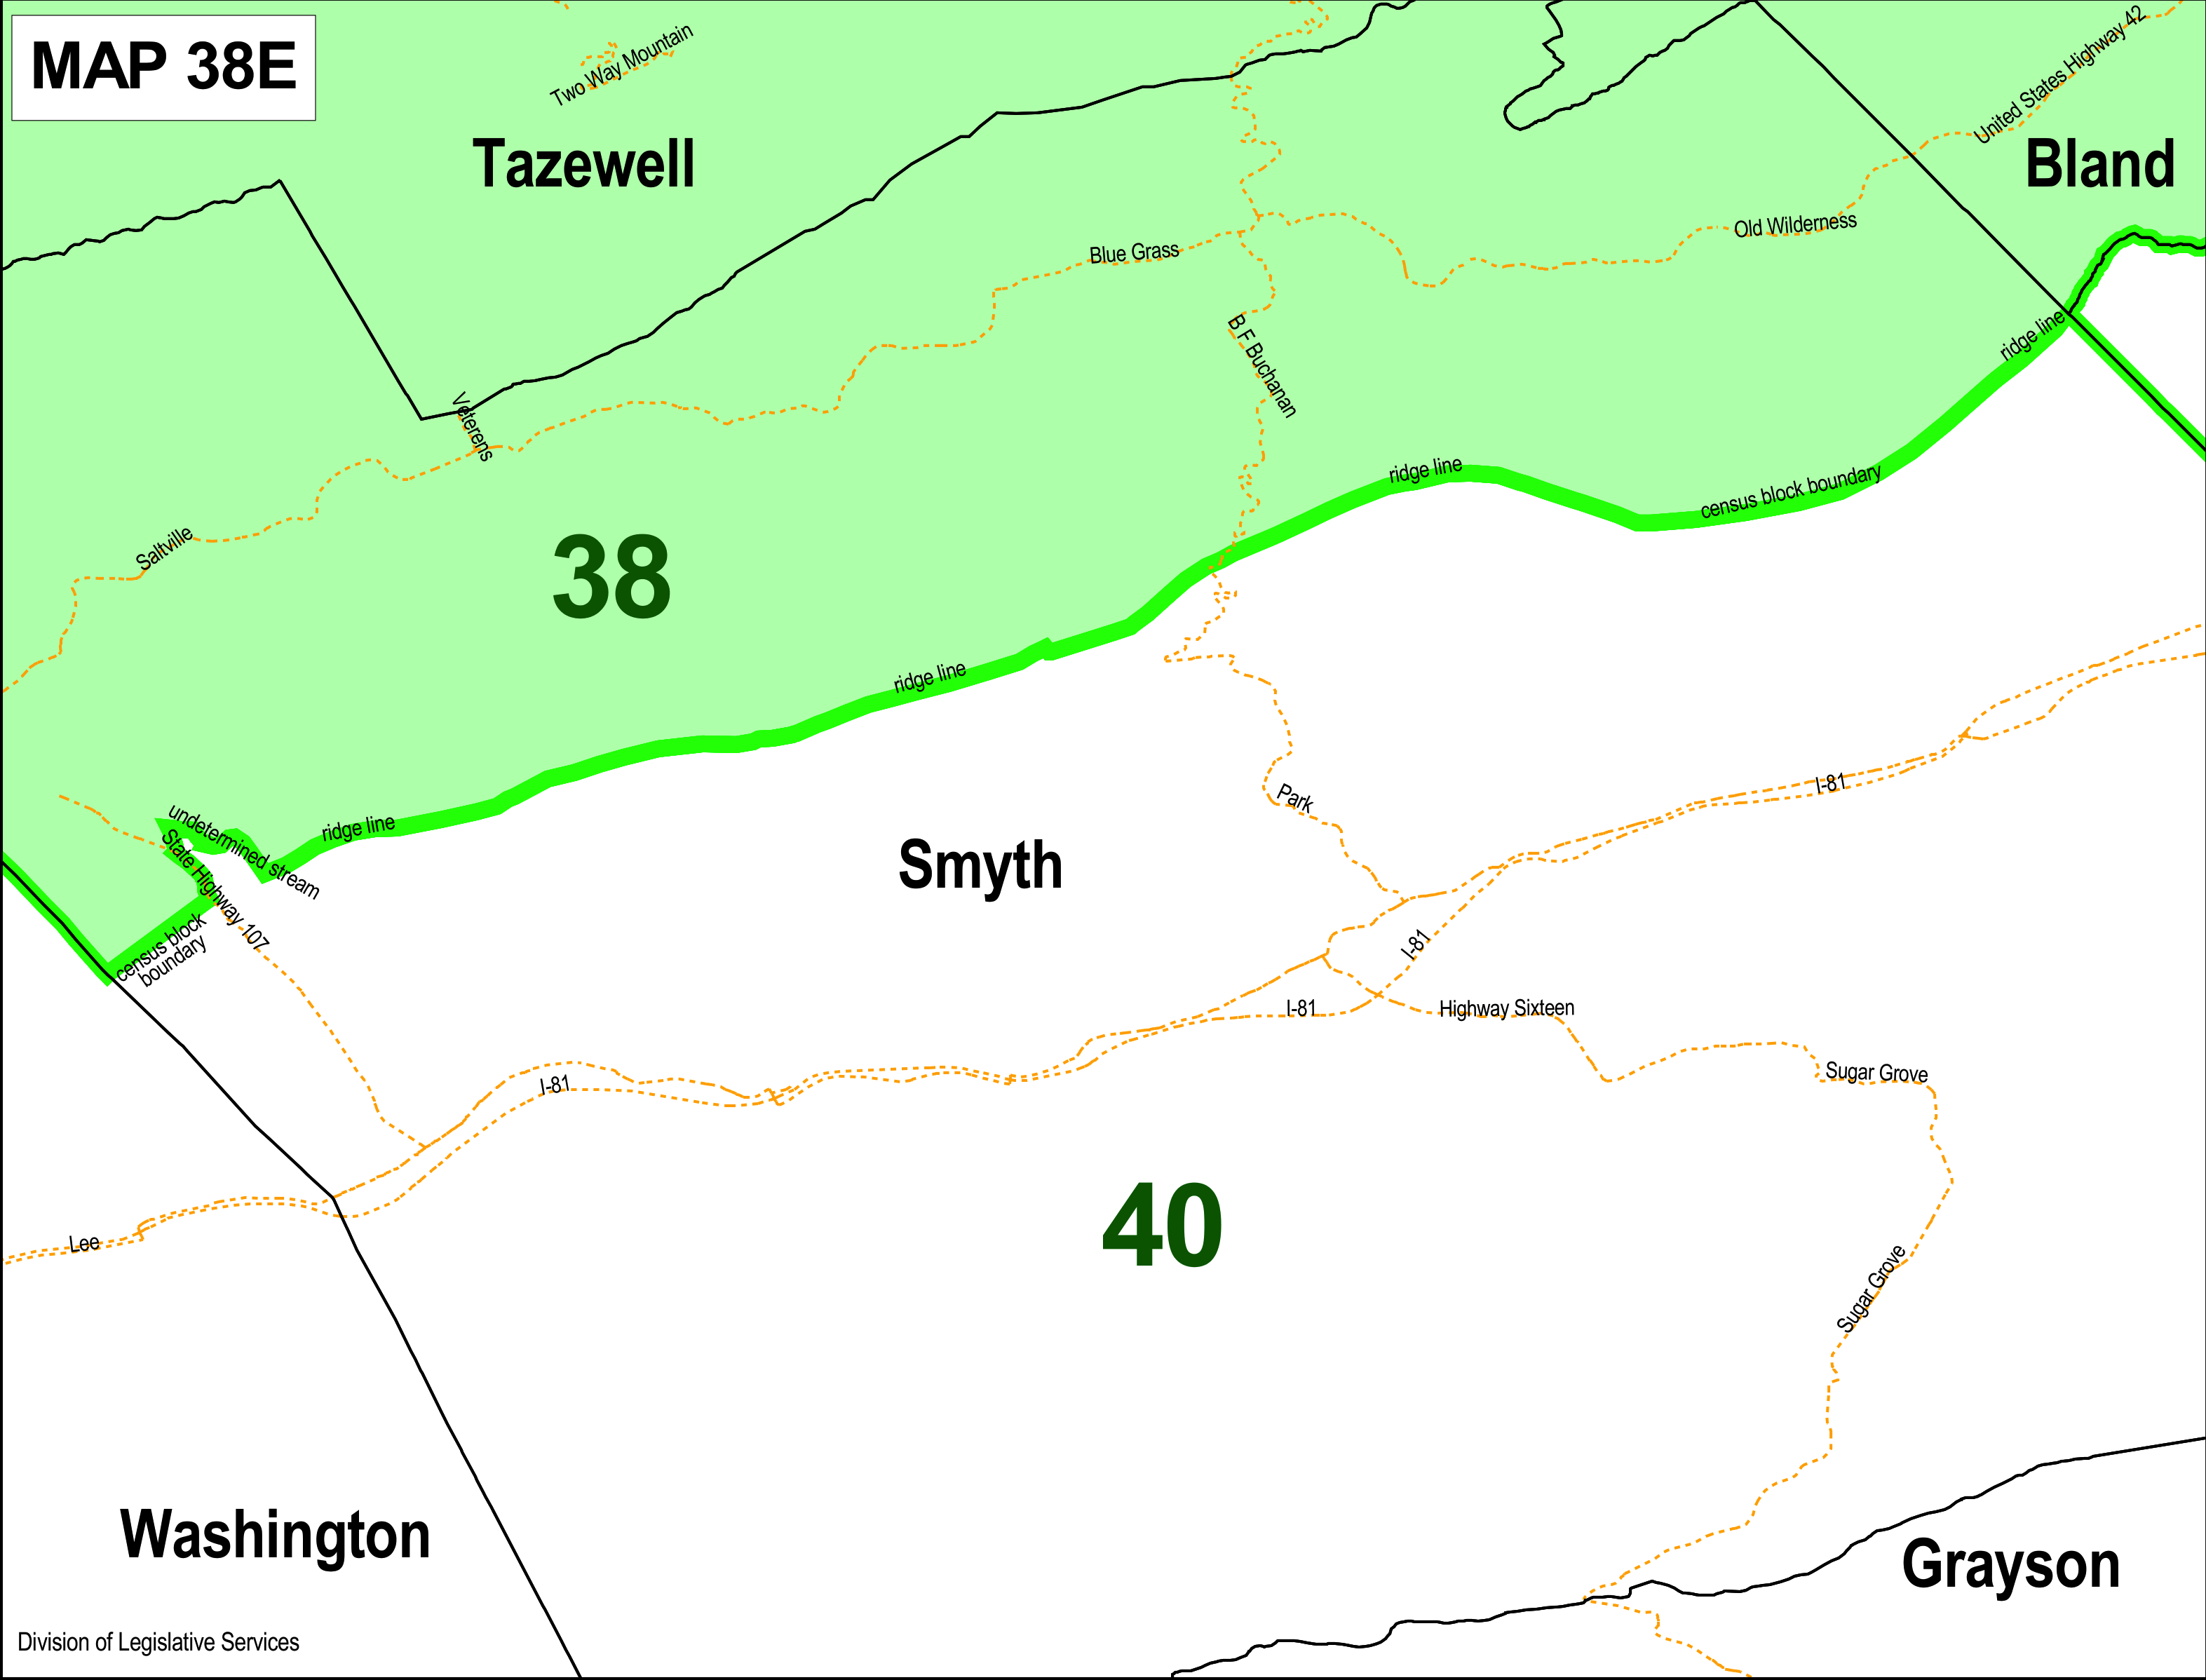 MAP 38E
Two Way Mountain
United States Highway 42
Tazewell
Bland
Old Wilderness
Blue Grass
B F Buchanan
ridge line
Veterens
ridge line
census block boundary
Saltville
38
ridge line
I-81
Park
undetermined stream
ridge line
State Highway 107
Smyth
census block
boundary
I-81
I-81
Highway Sixteen
I-81
Sugar Grove
40
Lee
Sugar Grove
Washington
Grayson
Division of Legislative Services